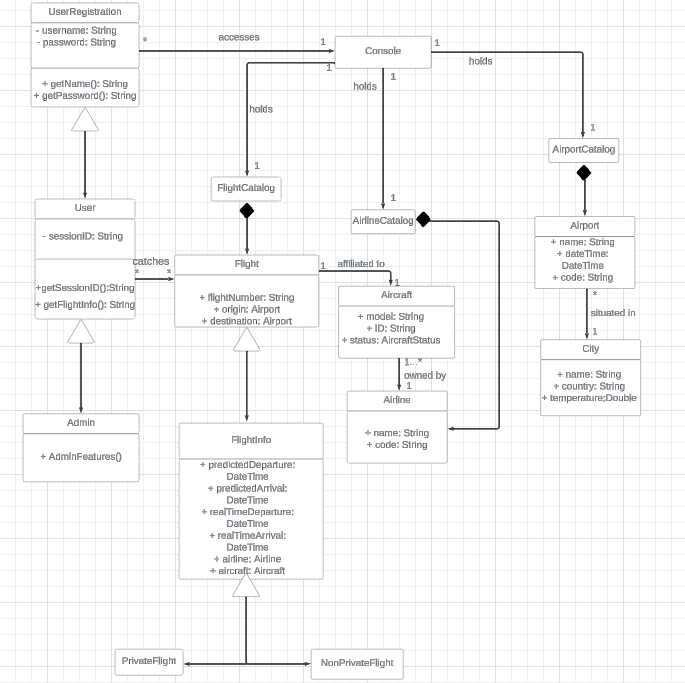 UserRegistration
- username: String
- password: String
+ getName(): String
+ getPassword(): String
*
accesses
1
Console
1
holds
1
1
holds
holds
1
1
1
FlightCatalog
AirlineCatalog
AirportCatalog
User
- sessionID: String
+getSessionID():String
+ getFlightInfo(): String
catches
*
*
Flight
+ flightNumber: String
+ origin: Airport
+ destination: Airport
1
affiliated to
1
Aircraft
+ model: String
+ ID: String
+ status: AircraftStatus
1...*
owned by
1
Airline
+ name: String
+ code: String
Airport
+ name: String
+ dateTime:
DateTime
+ code: String
*
situated in
1
City
+ name: String
+ country: String
+ temperature:Double
Admin
+ AdminFeatures()
FlightInfo
+ predictedDeparture:
DateTime
+ predictedArrival:
DateTime
+ realTimeDeparture:
DateTime
+ realTimeArrival:
DateTime
+ airline: Airline
+ aircraft: Aircraft
PrivateFlight
NonPrivateFlight